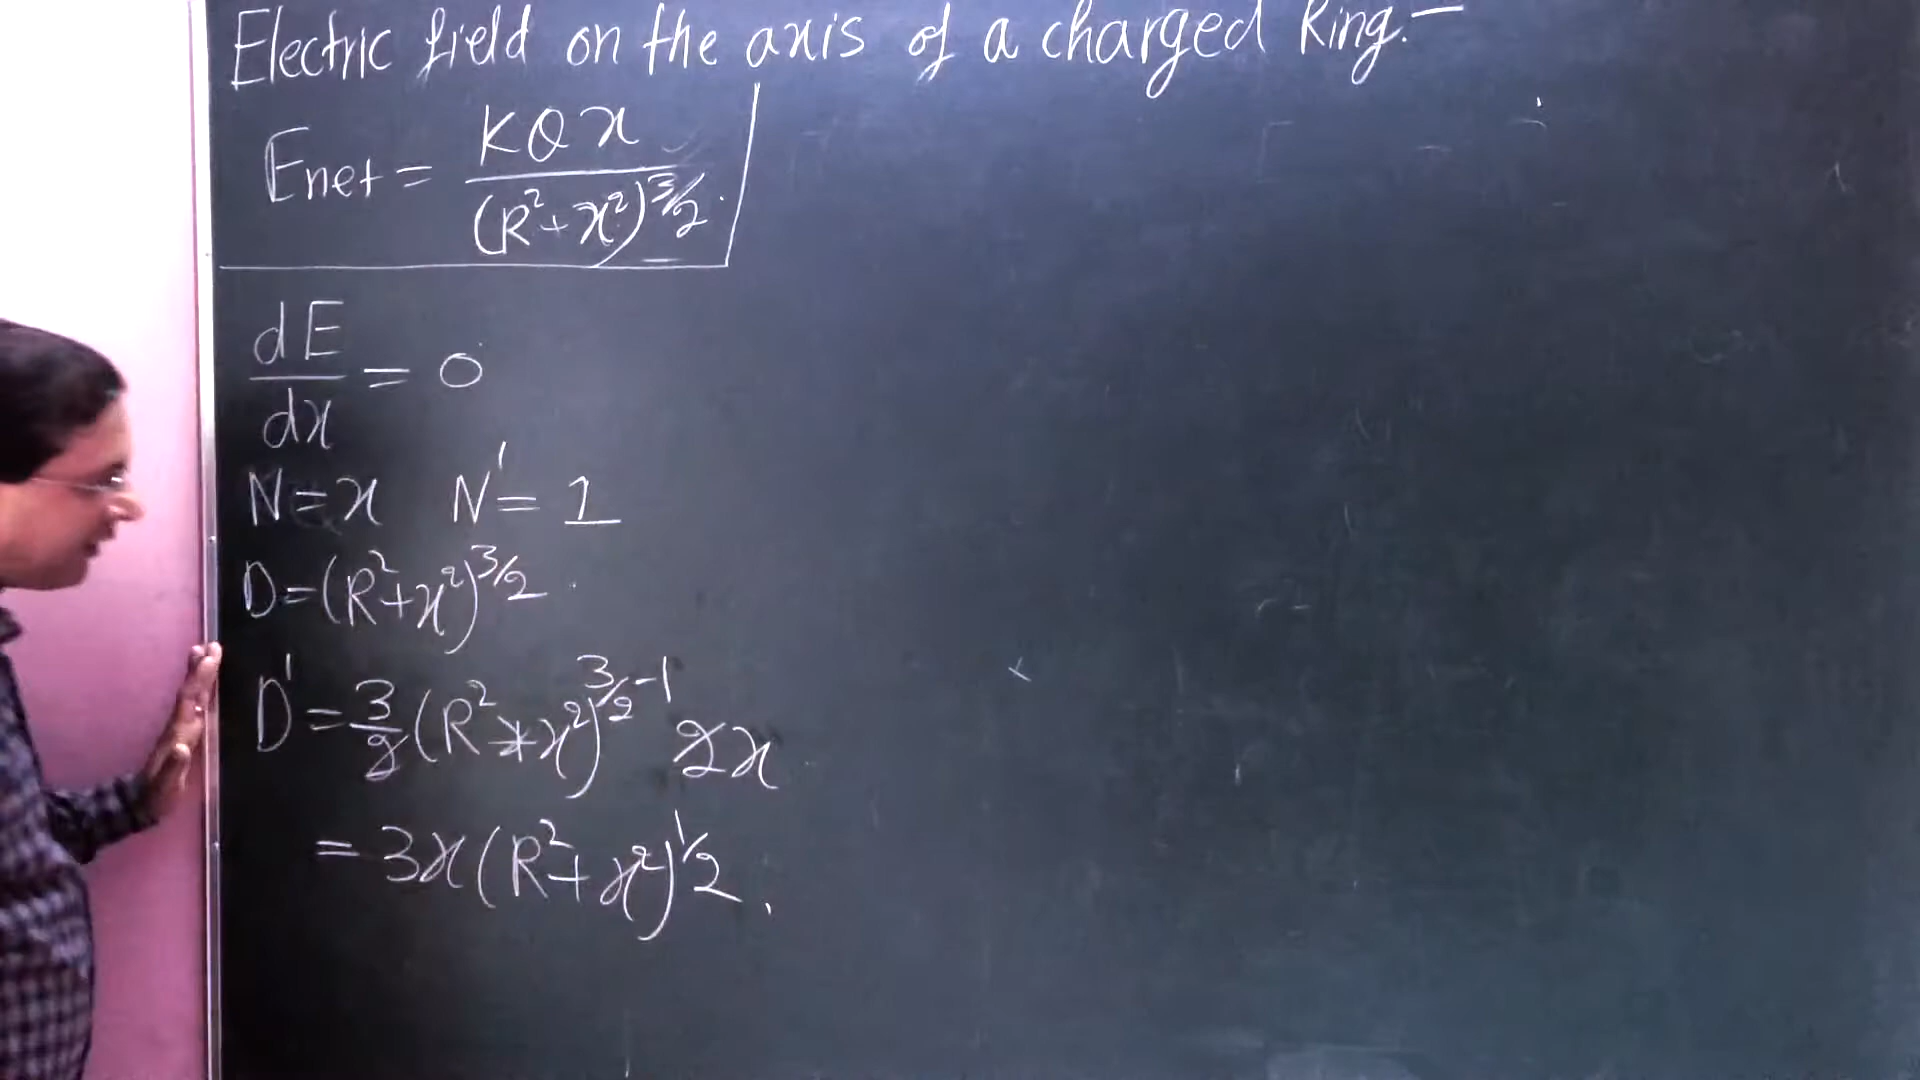 Electric field on the axis of a charged Ring.-
Enet = KQx / (R²+x²)^3/2.
dE/dx = 0
N=x N'=1
D=(R²+x²)^3/2.
D'=3/2(R²+x²)^3/2-1 2x
=3x(R²+x²)^1/2.